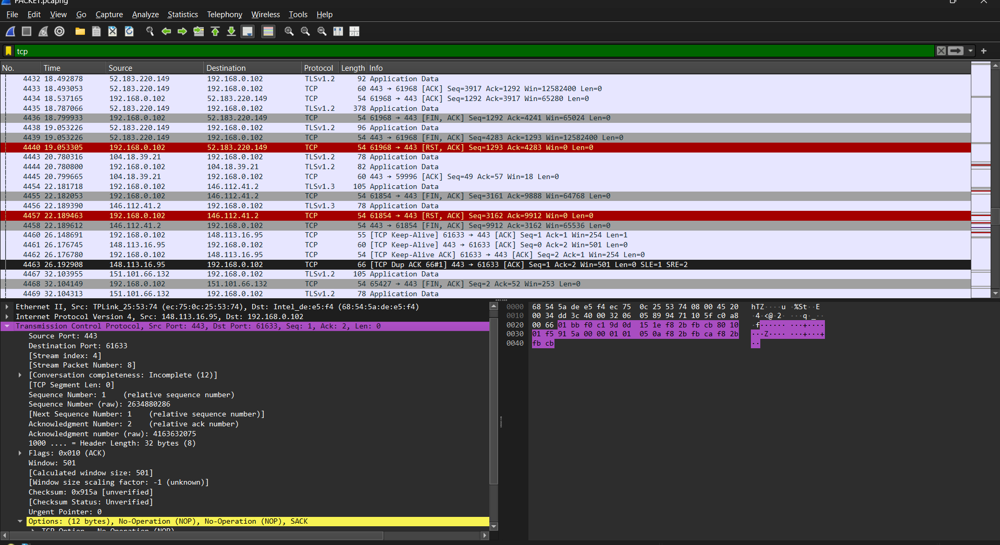 PACKET.pcapng
File Edit View Go Capture Analyze Statistics Telephony Wireless Tools Help
tcp
No. Time Source Destination Protocol Length Info
4432 18.492878 52.183.220.149 192.168.0.102 TLSv1.2 92 Application Data
4433 18.493053 52.183.220.149 192.168.0.102 TCP 60 443 → 61968 [ACK] Seq=3917 Ack=1292 Win=12582400 Len=0
4434 18.537165 192.168.0.102 52.183.220.149 TCP 54 61968 → 443 [ACK] Seq=1292 Ack=3917 Win=65280 Len=0
4435 18.787066 52.183.220.149 192.168.0.102 TLSv1.2 378 Application Data
4436 18.799933 192.168.0.102 52.183.220.149 TCP 54 61968 → 443 [FIN, ACK] Seq=1292 Ack=4241 Win=65024 Len=0
4438 19.053226 52.183.220.149 192.168.0.102 TLSv1.2 96 Application Data
4439 19.053226 52.183.220.149 192.168.0.102 TCP 54 443 → 61968 [FIN, ACK] Seq=4283 Ack=1293 Win=12582400 Len=0
4440 19.053305 192.168.0.102 52.183.220.149 TCP 54 61968 → 443 [RST, ACK] Seq=1293 Ack=4283 Win=0 Len=0
4443 20.780316 104.18.39.21 192.168.0.102 TLSv1.2 78 Application Data
4444 20.780800 192.168.0.102 104.18.39.21 TLSv1.2 82 Application Data
4445 20.799665 104.18.39.21 192.168.0.102 TCP 60 443 → 59996 [ACK] Seq=49 Ack=57 Win=18 Len=0
4454 22.181718 192.168.0.102 146.112.41.2 TLSv1.3 105 Application Data
4455 22.182053 192.168.0.102 146.112.41.2 TCP 54 61854 → 443 [FIN, ACK] Seq=3161 Ack=9888 Win=64768 Len=0
4456 22.189390 146.112.41.2 192.168.0.102 TLSv1.3 78 Application Data
4457 22.189463 192.168.0.102 146.112.41.2 TCP 54 61854 → 443 [RST, ACK] Seq=3162 Ack=9912 Win=0 Len=0
4458 22.189612 146.112.41.2 192.168.0.102 TCP 54 443 → 61854 [FIN, ACK] Seq=9912 Ack=3162 Win=65536 Len=0
4460 26.148691 192.168.0.102 148.113.16.95 TCP 55 [TCP Keep-Alive] 61633 → 443 [ACK] Seq=1 Ack=1 Win=254 Len=1
4461 26.176745 148.113.16.95 192.168.0.102 TCP 60 [TCP Keep-Alive] 443 → 61633 [ACK] Seq=0 Ack=2 Win=501 Len=0
4462 26.176780 192.168.0.102 148.113.16.95 TCP 54 [TCP Keep-Alive ACK] 61633 → 443 [ACK] Seq=2 Ack=1 Win=254 Len=0
4463 26.192908 148.113.16.95 192.168.0.102 TCP 66 [TCP Dup ACK 66#1] 443 → 61633 [ACK] Seq=1 Ack=2 Win=501 Len=0 SLE=1 SRE=2
4467 32.103955 151.101.66.132 192.168.0.102 TLSv1.2 105 Application Data
4468 32.104149 192.168.0.102 151.101.66.132 TCP 54 65427 → 443 [FIN, ACK] Seq=2 Ack=52 Win=253 Len=0
4469 32.104313 151.101.66.132 192.168.0.102 TLSv1.2 78 Application Data
Ethernet II, Src: TPLink_25:53:74 (ec:75:0c:25:53:74), Dst: Intel_de:e5:f4 (68:54:5a:de:e5:f4)
Internet Protocol Version 4, Src: 148.113.16.95, Dst: 192.168.0.102
Transmission Control Protocol, Src Port: 443, Dst Port: 61633, Seq: 1, Ack: 2, Len: 0
Source Port: 443
Destination Port: 61633
[Stream index: 4]
[Stream Packet Number: 8]
[Conversation completeness: Incomplete (12)]
[TCP Segment Len: 0]
Sequence Number: 1 (relative sequence number)
Sequence Number (raw): 2634880286
[Next Sequence Number: 1 (relative sequence number)]
Acknowledgment Number: 2 (relative ack number)
Acknowledgment number (raw): 4163632075
1000 .... = Header Length: 32 bytes (8)
Flags: 0x010 (ACK)
Window: 501
[Calculated window size: 501]
[Window size scaling factor: -1 (unknown)]
Checksum: 0x915a [unverified]
[Checksum Status: Unverified]
Urgent Pointer: 0
Options: (12 bytes), No-Operation (NOP), No-Operation (NOP), SACK
TCP Option - No-Operation (NOP)
0000 68 54 5a de e5 f4 ec 75 0c 25 53 74 08 00 45 20 hTZ····u ·%St··E
0010 00 34 dd 3c 40 00 32 06 05 89 94 71 10 5f c0 a8 ·4·<@·2· ···q·_··
0020 00 66 01 bb f0 c1 9d 0d 15 1e f8 2b fb cb 80 10 ·f······ ···+····
0030 01 f5 91 5a 00 00 01 01 05 0a f8 2b fb ca f8 2b ···Z···· ···+···+
0040 fb cb ··